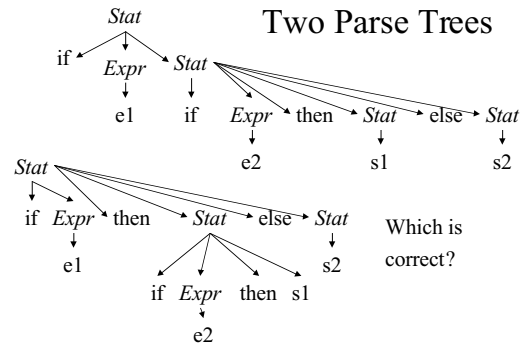 Two Parse Trees
Stat
if Expr Stat
e1 if Expr then Stat else Stat
e2 s1 s2
Stat
if Expr then Stat else Stat
e1 s2
if Expr then s1
e2
Which is
correct?